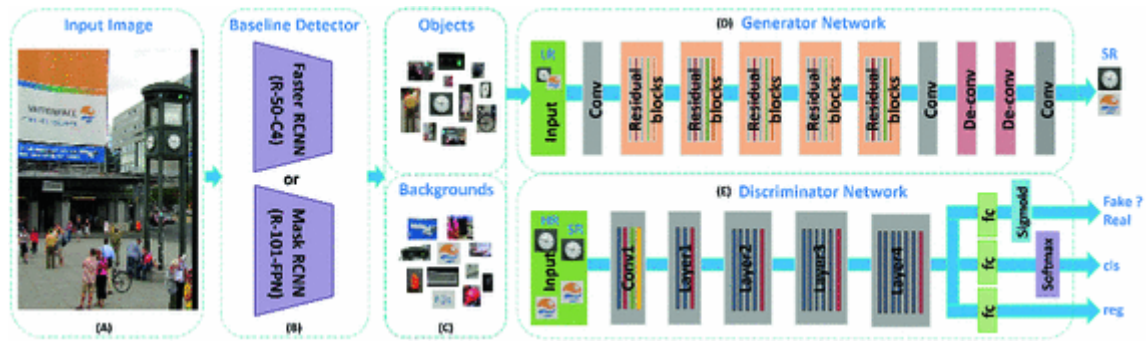 Input Image
(A)
Baseline Detector
Faster RCNN
(R-50-C4)
or
Mask RCNN
(R-101-FPN)
(B)
Objects
Backgrounds
(C)
(D) Generator Network
LR
Input
Conv
Residual
blocks
Residual
blocks
Residual
blocks
Residual
blocks
Residual
blocks
Conv
De-conv
De-conv
Conv
SR
(E) Discriminator Network
SR
Input
Conv1
Layer1
Layer2
Layer3
Layer4
fc
Sigmoid
Fake ?
Real
fc
Softmax
cls
fc
reg